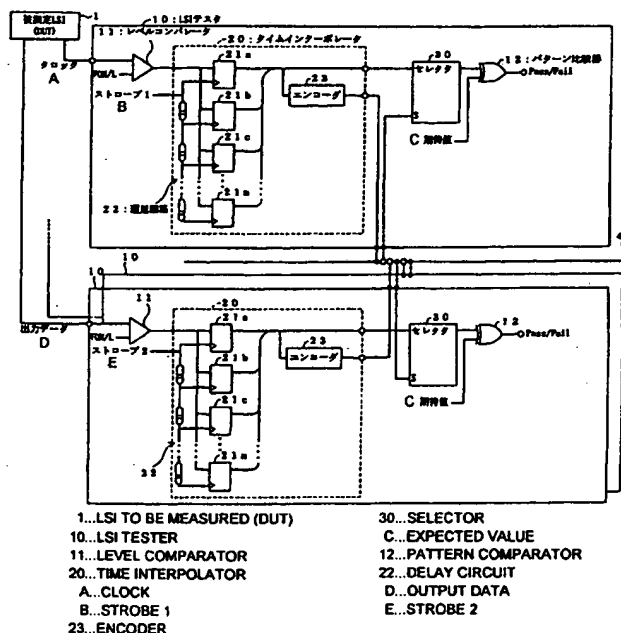 被測定LSI
(DUT)
1
10:LSIテスタ
11:レベルコンパレータ
20:タイムインターポレータ
クロック
A
VOH/L
ストローブ1
B
21a
21b
21c
21n
22:遅延回路
23
エンコーダ
30
セレクタ
S
12:パターン比較器
Pass/Fail
C 期待値
10
10
11
出力データ
D
VOH/L
ストローブ2
E
20
21a
21b
21c
21n
22
23
エンコーダ
30
セレクタ
S
12
Pass/Fail
C 期待値
1...LSI TO BE MEASURED (DUT)
10...LSI TESTER
11...LEVEL COMPARATOR
20...TIME INTERPOLATOR
A...CLOCK
B...STROBE 1
23...ENCODER
30...SELECTOR
C...EXPECTED VALUE
12...PATTERN COMPARATOR
22...DELAY CIRCUIT
D...OUTPUT DATA
E...STROBE 2